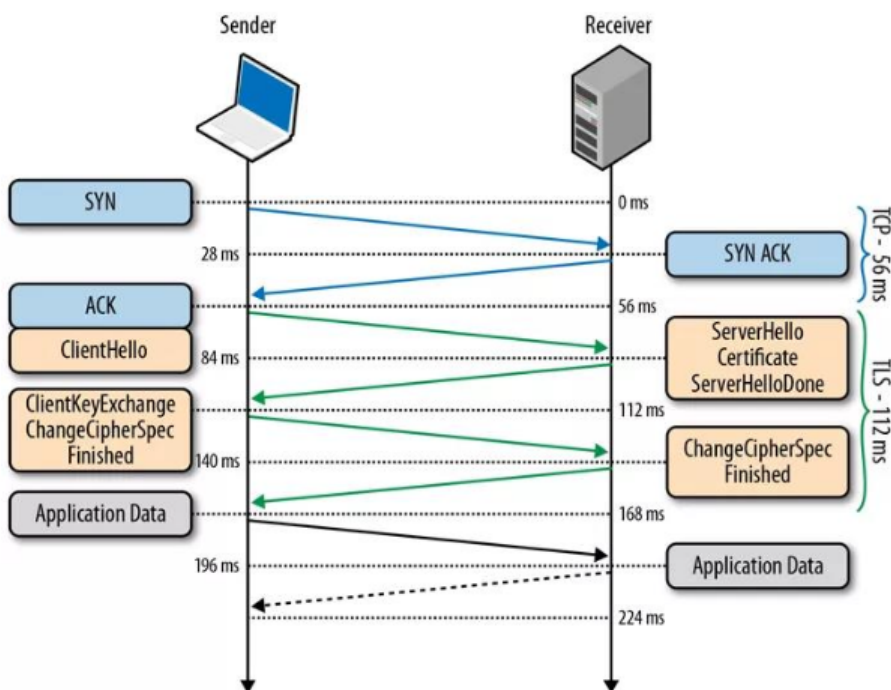 Sender
Receiver
SYN
0 ms
28 ms
SYN ACK
TCP - 56 ms
ACK
56 ms
ClientHello
84 ms
ServerHello
Certificate
ServerHelloDone
TLS - 112 ms
ClientKeyExchange
ChangeCipherSpec
Finished
112 ms
140 ms
ChangeCipherSpec
Finished
Application Data
168 ms
196 ms
Application Data
224 ms